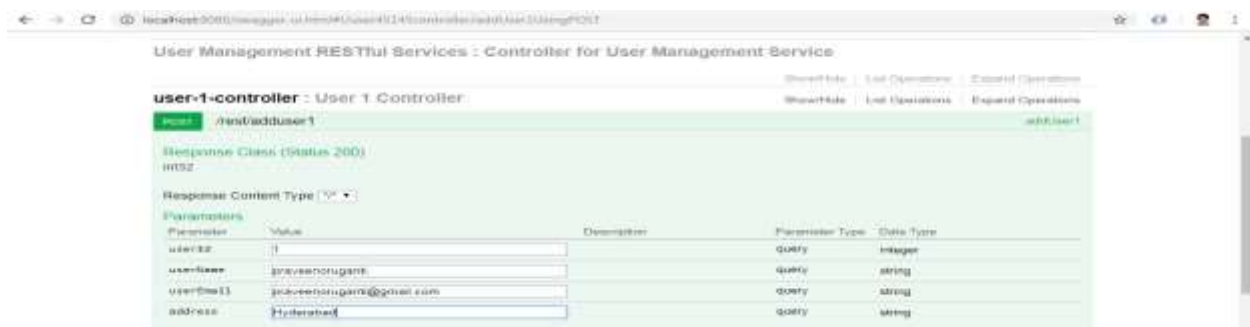 User Management RESTful Services : Controller for User Management Service
Show/Hide | List Operations | Expand Operations
user-1-controller : User 1 Controller
Show/Hide | List Operations | Expand Operations
POST /rest/adduser1 addUser1
Response Class (Status 200)
int32
Response Content Type */*
Parameters
Parameter Value Description Parameter Type Data Type
userId 1 query integer
userName praveenoruganti query string
userEmail praveenoruganti@gmail.com query string
address Hyderabad query string